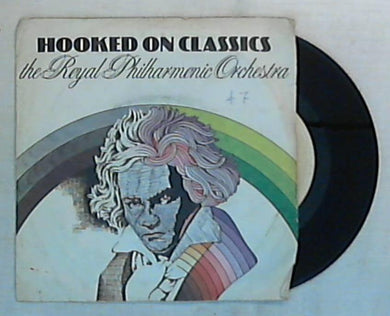 HOOKED ON CLASSICS
the Royal Philharmonic Orchestra